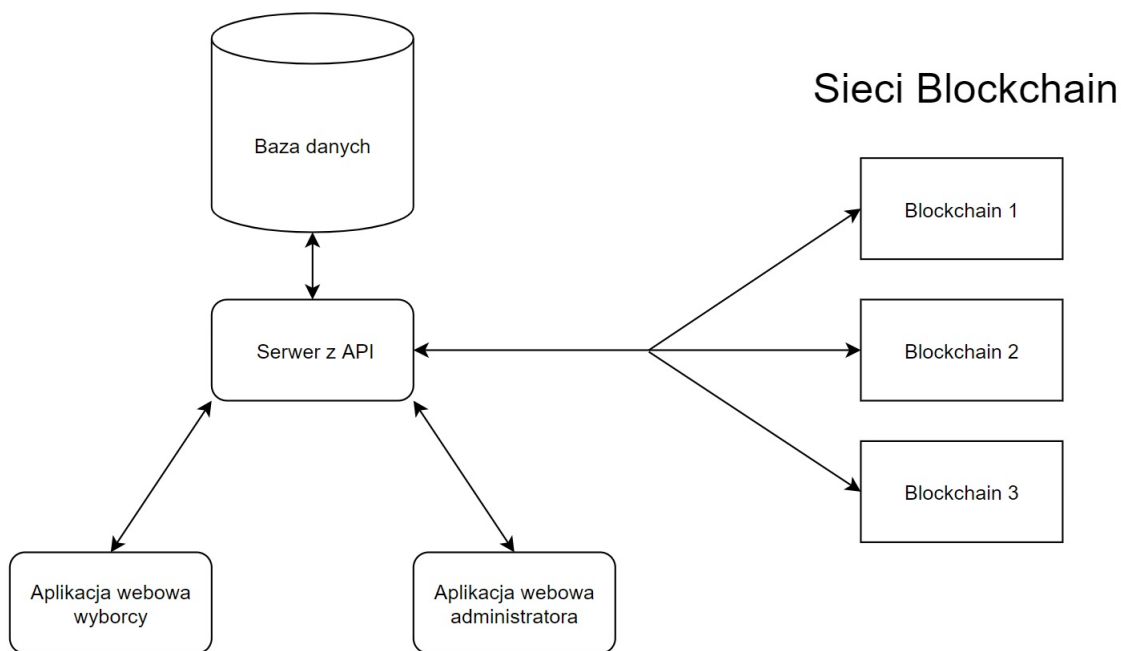 Sieci Blockchain
Baza danych
Blockchain 1
Serwer z API
Blockchain 2
Blockchain 3
Aplikacja webowa
wyborcy
Aplikacja webowa
administratora